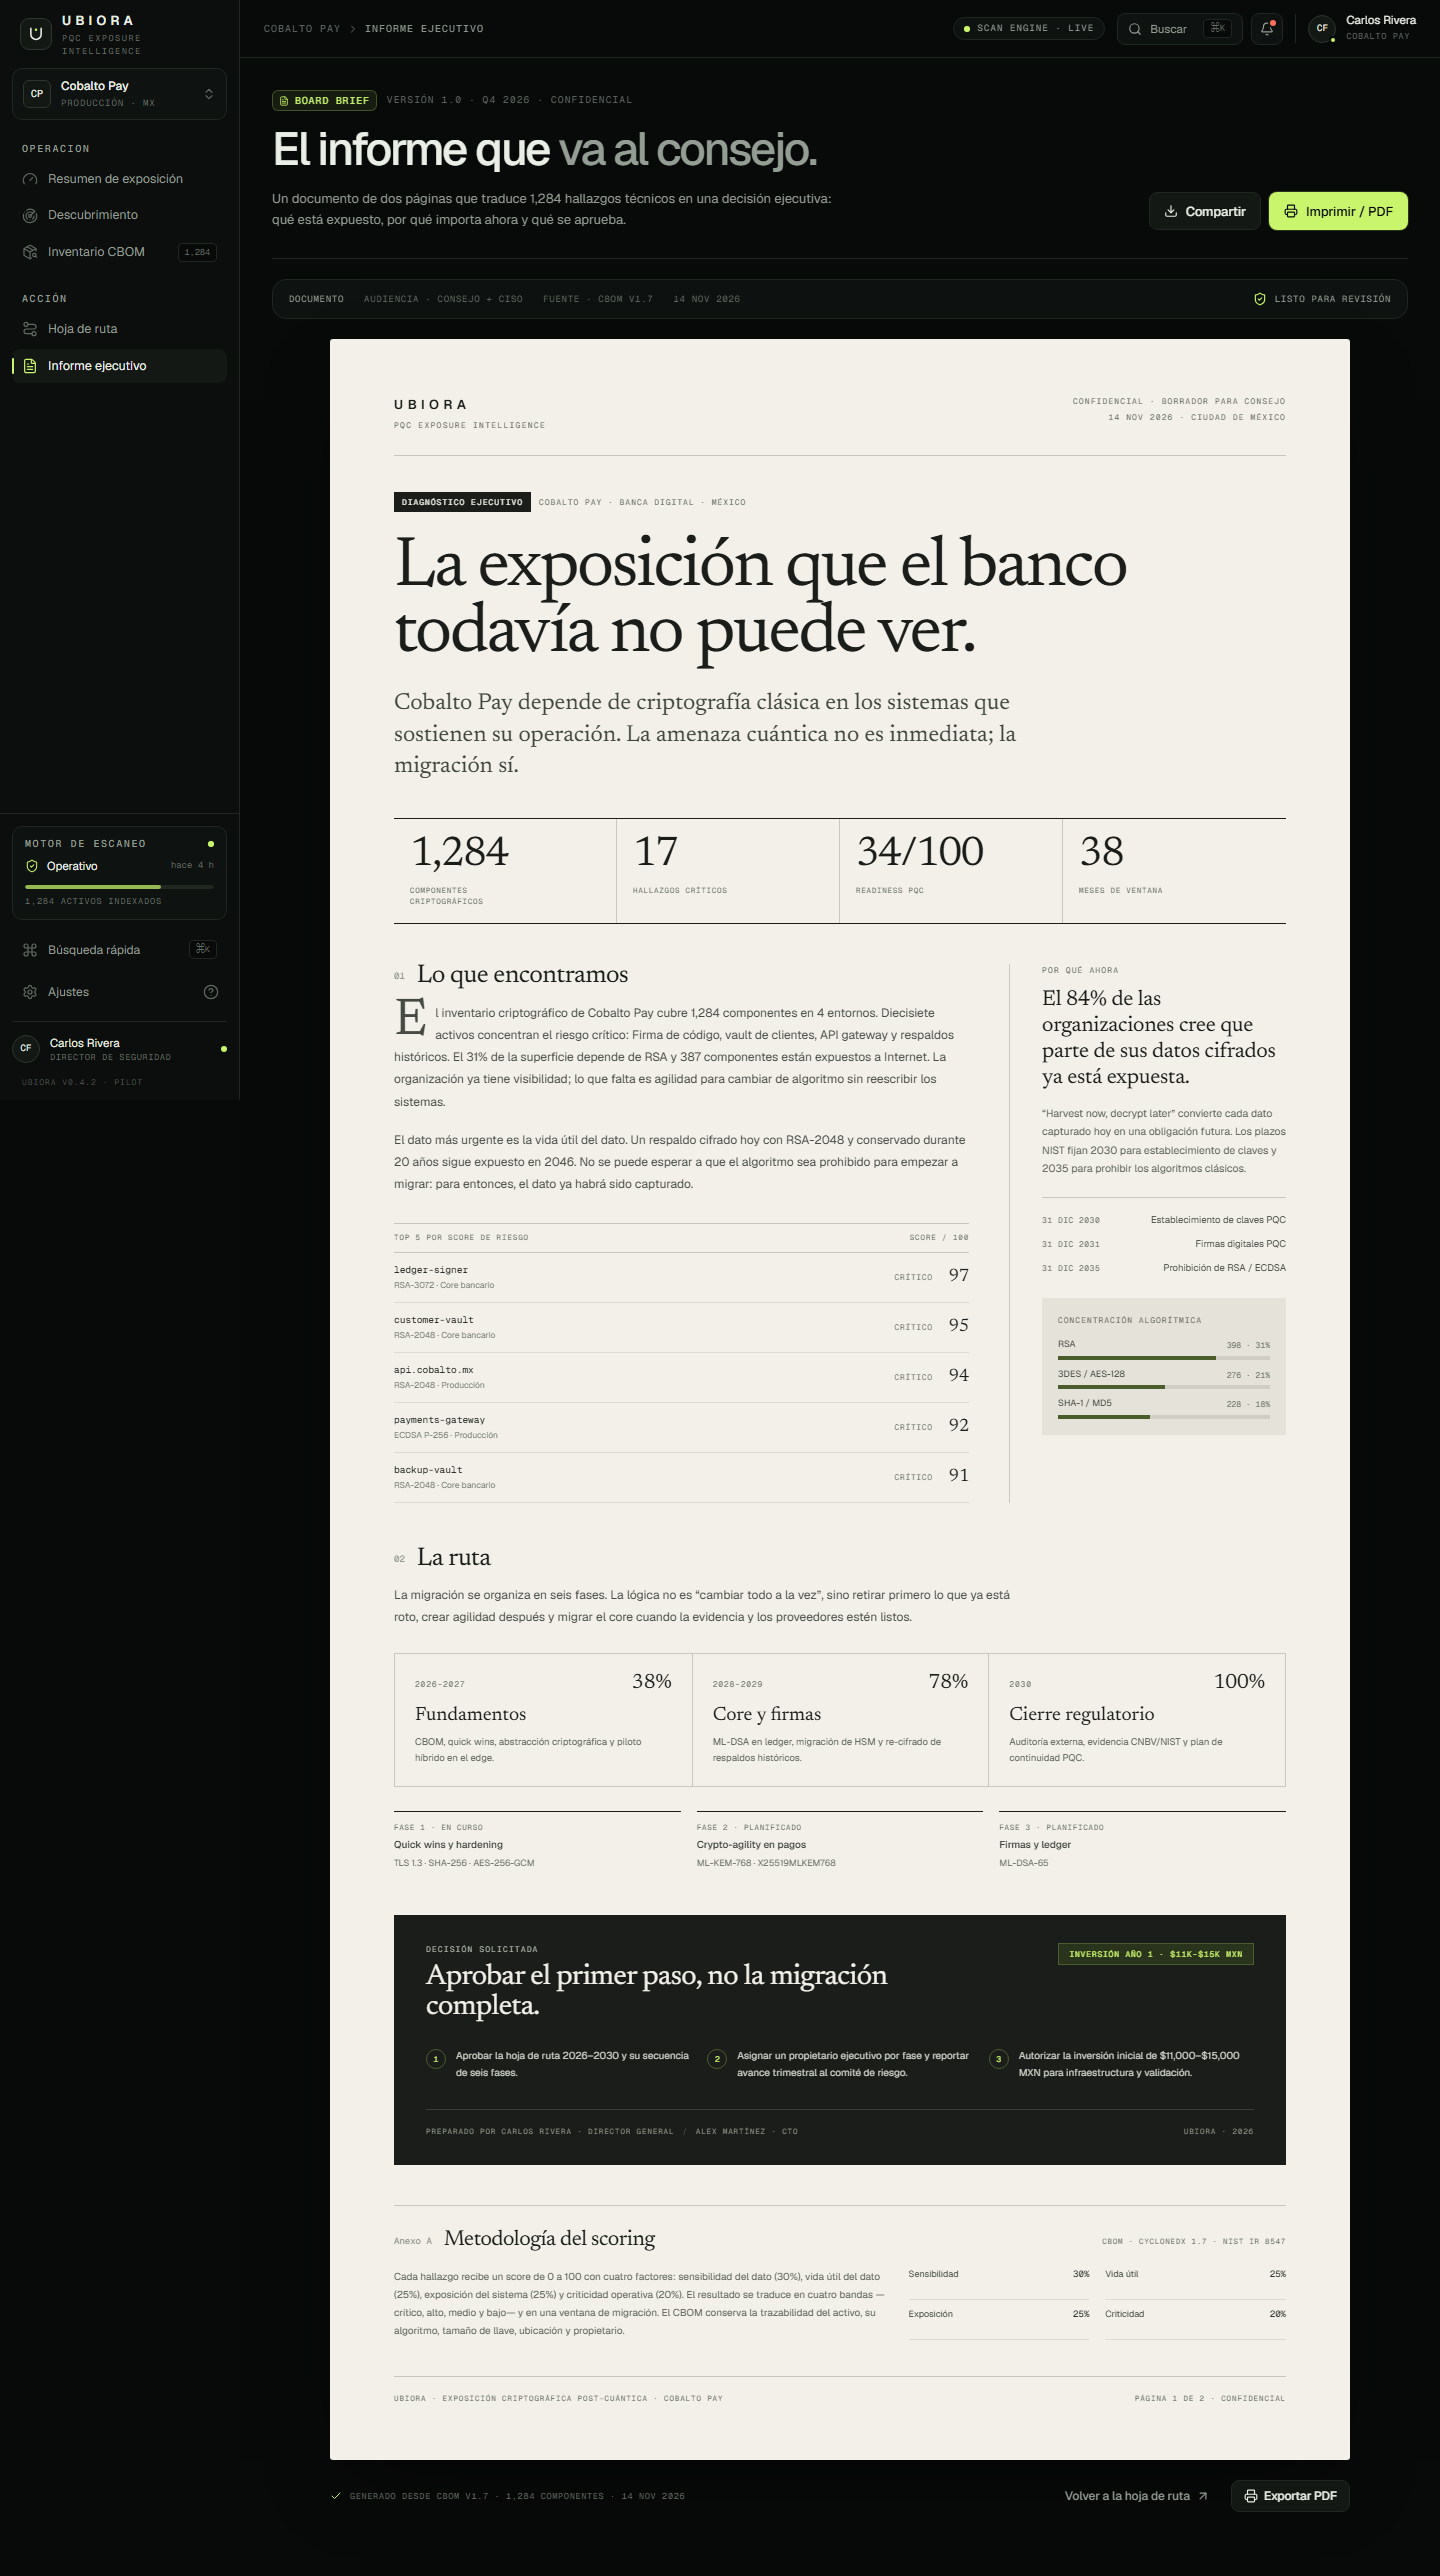 UBIORA
PQC EXPOSURE
INTELLIGENCE
CP
Cobalto Pay
PRODUCCIÓN · MX
OPERACION
Resumen de exposición
Descubrimiento
Inventario CBOM
1,284
ACCIÓN
Hoja de ruta
Informe ejecutivo
MOTOR DE ESCANEO
Operativo
hace 4 h
1,284 ACTIVOS INDEXADOS
Búsqueda rápida
⌘K
Ajustes
CF
Carlos Rivera
DIRECTOR DE SEGURIDAD
UBIORA V0.4.2 · PILOT
COBALTO PAY > INFORME EJECUTIVO
SCAN ENGINE · LIVE
Buscar
⌘K
CF
Carlos Rivera
COBALTO PAY
BOARD BRIEF
VERSIÓN 1.0 · Q4 2026 · CONFIDENCIAL
El informe que va al consejo.
Un documento de dos páginas que traduce 1,284 hallazgos técnicos en una decisión ejecutiva:
qué está expuesto, por qué importa ahora y qué se aprueba.
Compartir
Imprimir / PDF
DOCUMENTO
AUDIENCIA · CONSEJO + CISO
FUENTE · CBOM V1.7
14 NOV 2026
LISTO PARA REVISIÓN
UBIORA
PQC EXPOSURE INTELLIGENCE
CONFIDENCIAL · BORRADOR PARA CONSEJO
14 NOV 2026 · CIUDAD DE MÉXICO
DIAGNÓSTICO EJECUTIVO
COBALTO PAY · BANCA DIGITAL · MÉXICO
La exposición que el banco
todavía no puede ver.
Cobalto Pay depende de criptografía clásica en los sistemas que
sostienen su operación. La amenaza cuántica no es inmediata; la
migración sí.
1,284
COMPONENTES
CRIPTOGRÁFICOS
17
HALLAZGOS CRÍTICOS
34/100
READINESS PQC
38
MESES DE VENTANA
01 Lo que encontramos
El inventario criptográfico de Cobalto Pay cubre 1,284 componentes en 4 entornos. Diecisiete
activos concentran el riesgo crítico: Firma de código, vault de clientes, API gateway y respaldos
históricos. El 31% de la superficie depende de RSA y 387 componentes están expuestos a Internet. La
organización ya tiene visibilidad; lo que falta es agilidad para cambiar de algoritmo sin reescribir los
sistemas.
El dato más urgente es la vida útil del dato. Un respaldo cifrado hoy con RSA-2048 y conservado durante
20 años sigue expuesto en 2046. No se puede esperar a que el algoritmo sea prohibido para empezar a
migrar: para entonces, el dato ya habrá sido capturado.
TOP 5 POR SCORE DE RIESGO
SCORE / 100
ledger-signer
RSA-3072 · Core bancario
CRÍTICO 97
customer-vault
RSA-2048 · Core bancario
CRÍTICO 95
api.cobalto.mx
RSA-2048 · Producción
CRÍTICO 94
payments-gateway
ECDSA P-256 · Producción
CRÍTICO 92
backup-vault
RSA-2048 · Core bancario
CRÍTICO 91
POR QUÉ AHORA
El 84% de las
organizaciones cree que
parte de sus datos cifrados
ya está expuesta.
“Harvest now, decrypt later” convierte cada dato
capturado hoy en una obligación futura. Los plazos
NIST fijan 2030 para establecimiento de claves y
2035 para prohibir los algoritmos clásicos.
31 DIC 2030 Establecimiento de claves PQC
31 DIC 2031 Firmas digitales PQC
31 DIC 2035 Prohibición de RSA / ECDSA
CONCENTRACIÓN ALGORÍTMICA
RSA 398 · 31%
3DES / AES-128 276 · 21%
SHA-1 / MD5 228 · 18%
02 La ruta
La migración se organiza en seis fases. La lógica no es “cambiar todo a la vez”, sino retirar primero lo que ya está
roto, crear agilidad después y migrar el core cuando la evidencia y los proveedores estén listos.
2026-2027 38%
Fundamentos
CBOM, quick wins, abstracción criptográfica y piloto
híbrido en el edge.
2028-2029 78%
Core y firmas
ML-DSA en ledger, migración de HSM y re-cifrado de
respaldos históricos.
2030 100%
Cierre regulatorio
Auditoría externa, evidencia CNBV/NIST y plan de
continuidad PQC.
FASE 1 · EN CURSO
Quick wins y hardening
TLS 1.3 · SHA-256 · AES-256-GCM
FASE 2 · PLANIFICADO
Crypto-agility en pagos
ML-KEM-768 · X25519MLKEM768
FASE 3 · PLANIFICADO
Firmas y ledger
ML-DSA-65
DECISIÓN SOLICITADA
Aprobar el primer paso, no la migración
completa.
INVERSIÓN AÑO 1 · $11K–$15K MXN
1 Aprobar la hoja de ruta 2026–2030 y su secuencia
de seis fases.
2 Asignar un propietario ejecutivo por fase y reportar
avance trimestral al comité de riesgo.
3 Autorizar la inversión inicial de $11,000–$15,000
MXN para infraestructura y validación.
PREPARADO POR CARLOS RIVERA · DIRECTOR GENERAL / ALEX MARTÍNEZ · CTO
UBIORA · 2026
Anexo A Metodología del scoring
CBOM · CYCLONEDX 1.7 · NIST IR 8547
Cada hallazgo recibe un score de 0 a 100 con cuatro factores: sensibilidad del dato (30%), vida útil del dato
(25%), exposición del sistema (25%) y criticidad operativa (20%). El resultado se traduce en cuatro bandas —
crítico, alto, medio y bajo— y en una ventana de migración. El CBOM conserva la trazabilidad del activo, su
algoritmo, tamaño de llave, ubicación y propietario.
Sensibilidad 30%
Vida útil 25%
Exposición 25%
Criticidad 20%
UBIORA · EXPOSICIÓN CRIPTOGRÁFICA POST-CUÁNTICA · COBALTO PAY
PÁGINA 1 DE 2 · CONFIDENCIAL
GENERADO DESDE CBOM V1.7 · 1,284 COMPONENTES · 14 NOV 2026
Volver a la hoja de ruta
Exportar PDF